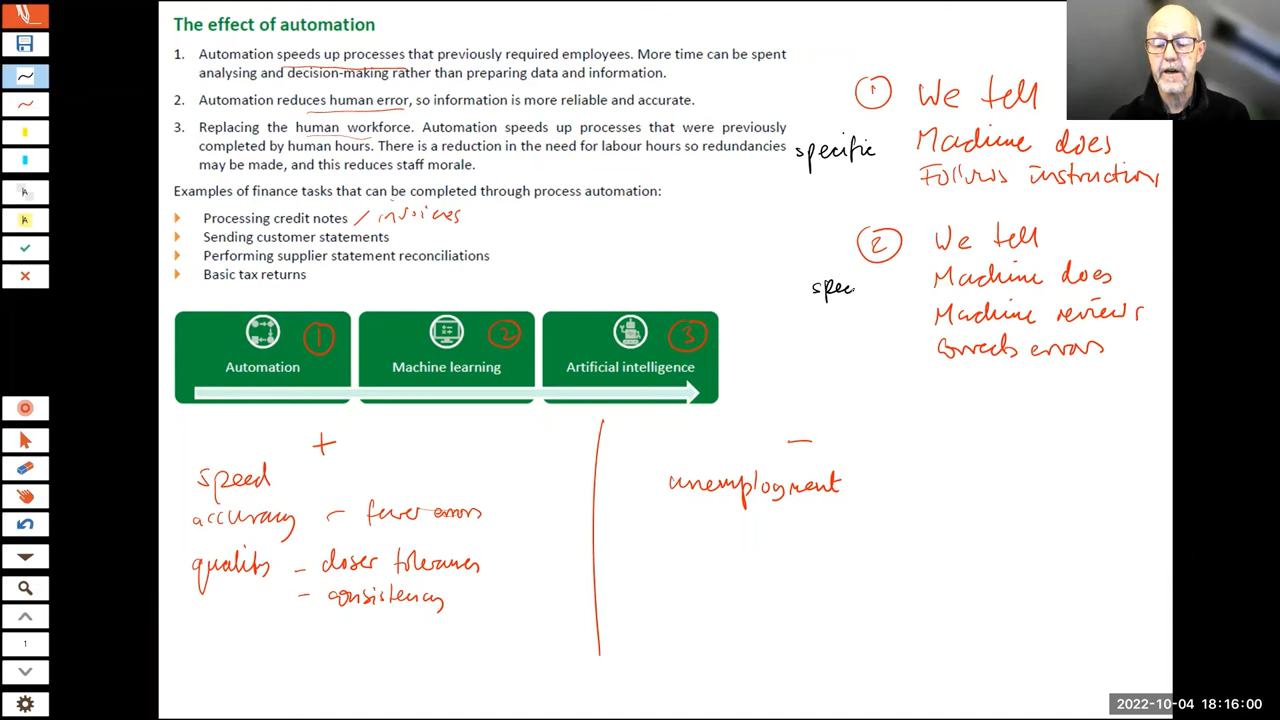 The effect of automation
1. Automation speeds up processes that previously required employees. More time can be spent
analysing and decision-making rather than preparing data and information.
2. Automation reduces human error, so information is more reliable and accurate.
3. Replacing the human workforce. Automation speeds up processes that were previously
completed by human hours. There is a reduction in the need for labour hours so redundancies
may be made, and this reduces staff morale.
Examples of finance tasks that can be completed through process automation:
Processing credit notes / invoices
Sending customer statements
Performing supplier statement reconciliations
Basic tax returns
1
Automation
2
Machine learning
3
Artificial intelligence
+
speed
accuracy - fewer errors
quality - closer tolerances
- consistency
-
unemployment
1 We tell
specific Machine does
Follows instructions
2 We tell
spec Machine does
Machine reviews
corrects errors
A
A
1
2022-10-04 18:16:00